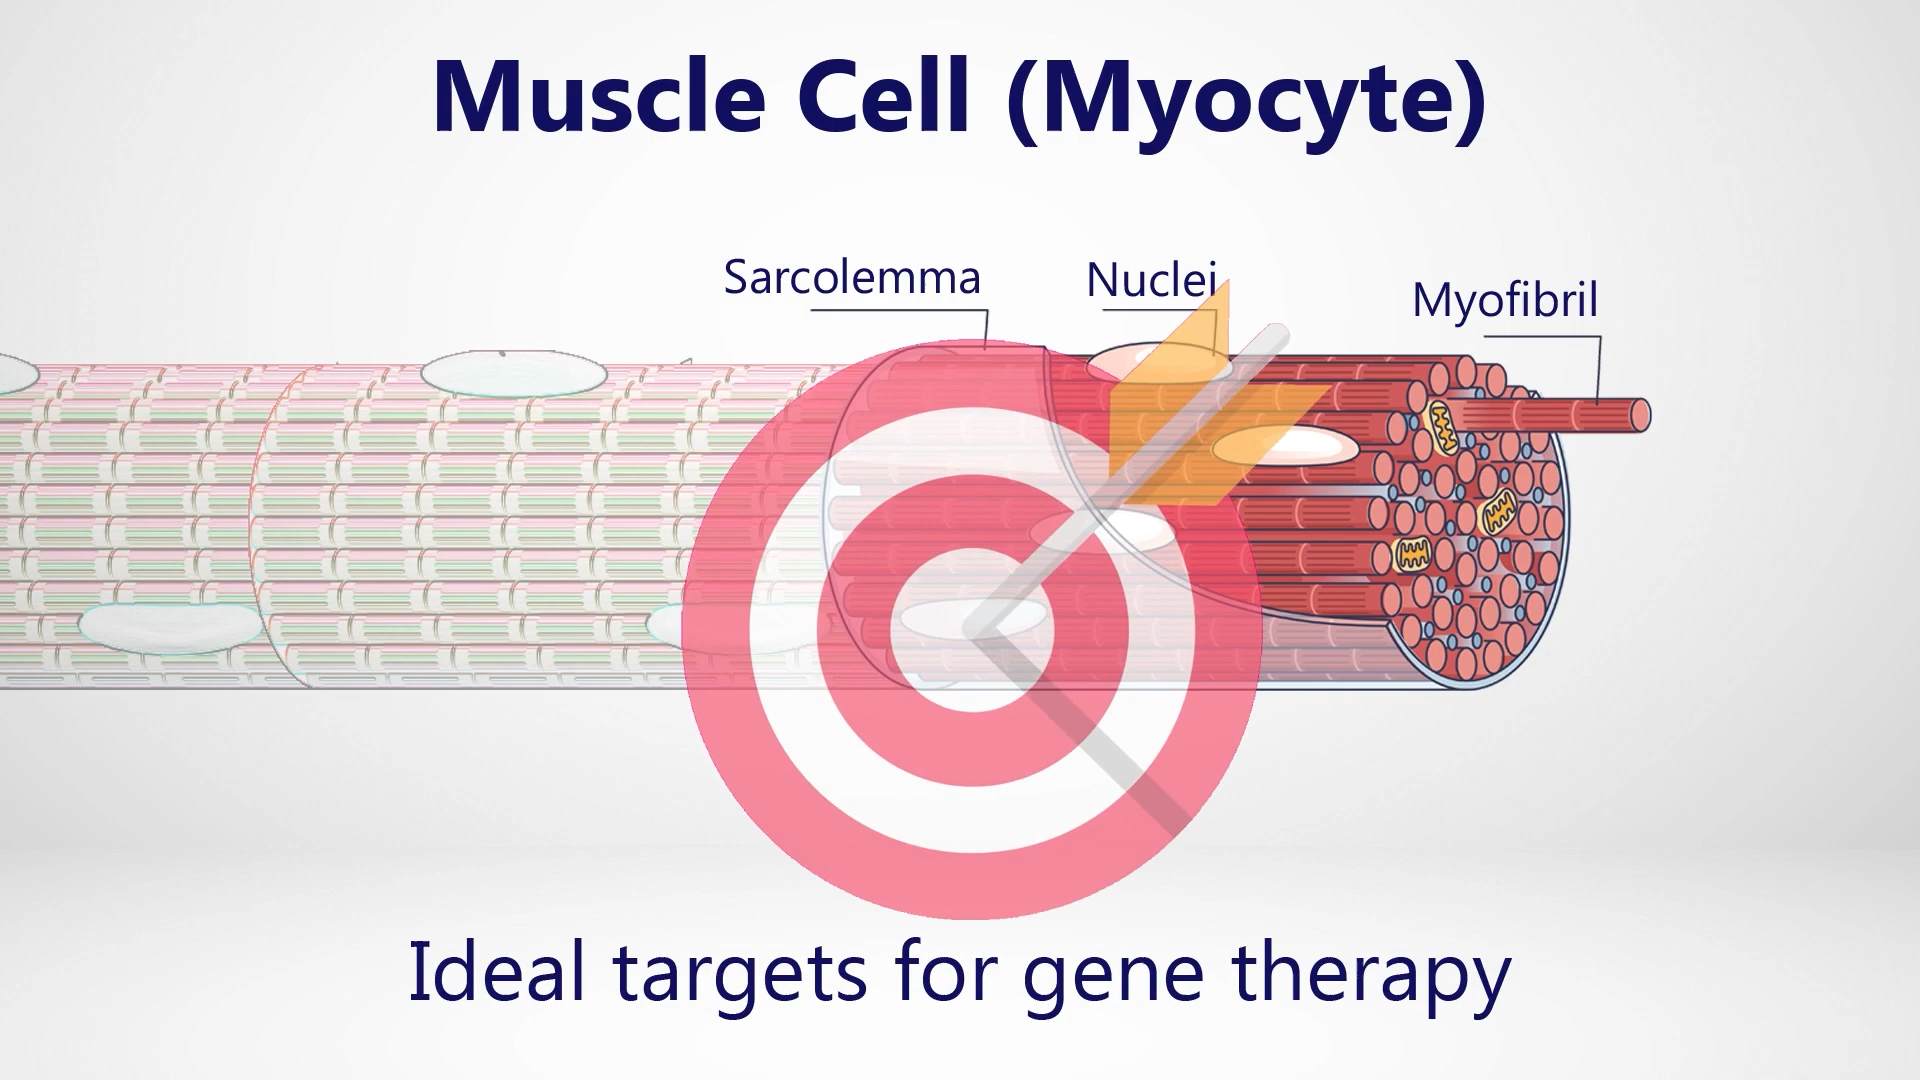 Muscle Cell (Myocyte)
Sarcolemma
Nuclei
Myofibril
Ideal targets for gene therapy